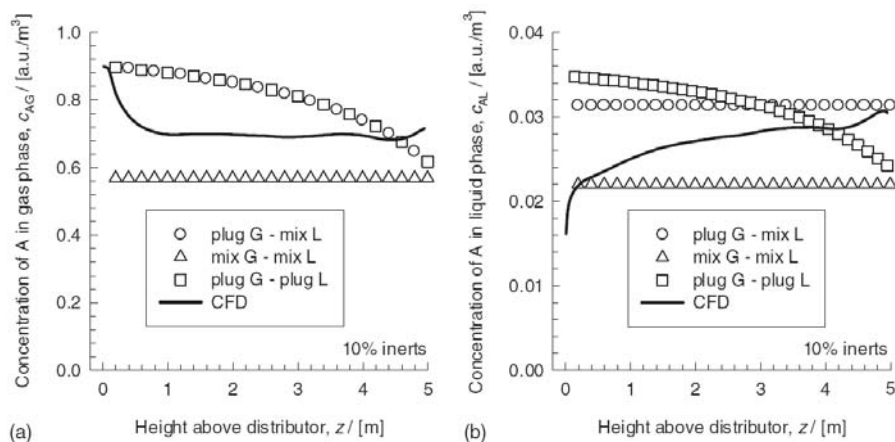 Concentration of A in gas phase, c_AG / [a.u./m³]
1.0
0.8
0.6
0.4
0.2
0.0
plug G - mix L
mix G - mix L
plug G - plug L
CFD
10% inerts
0 1 2 3 4 5
(a)
Height above distributor, z / [m]
Concentration of A in liquid phase, c_AL / [a.u./m³]
0.04
0.03
0.02
0.01
0.00
plug G - mix L
mix G - mix L
plug G - plug L
CFD
10% inerts
0 1 2 3 4 5
(b)
Height above distributor, z / [m]